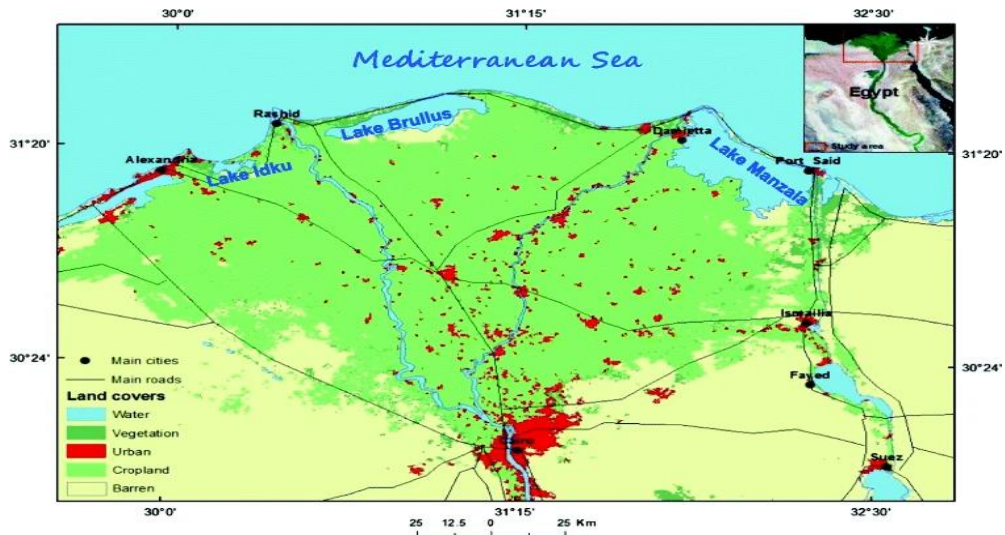 30°0'
31°15'
32°30'
Mediterranean Sea
Egypt
Study area
Rashid
Lake Brullus
Damietta
31°20'
31°20'
Alexandria
Lake Idku
Port Said
Lake Manzala
Ismailia
30°24'
30°24'
Fayed
Main cities
Main roads
Land covers
Water
Vegetation
Urban
Cropland
Barren
Cairo
Suez
30°0'
31°15'
32°30'
25 12.5 0 25 Km